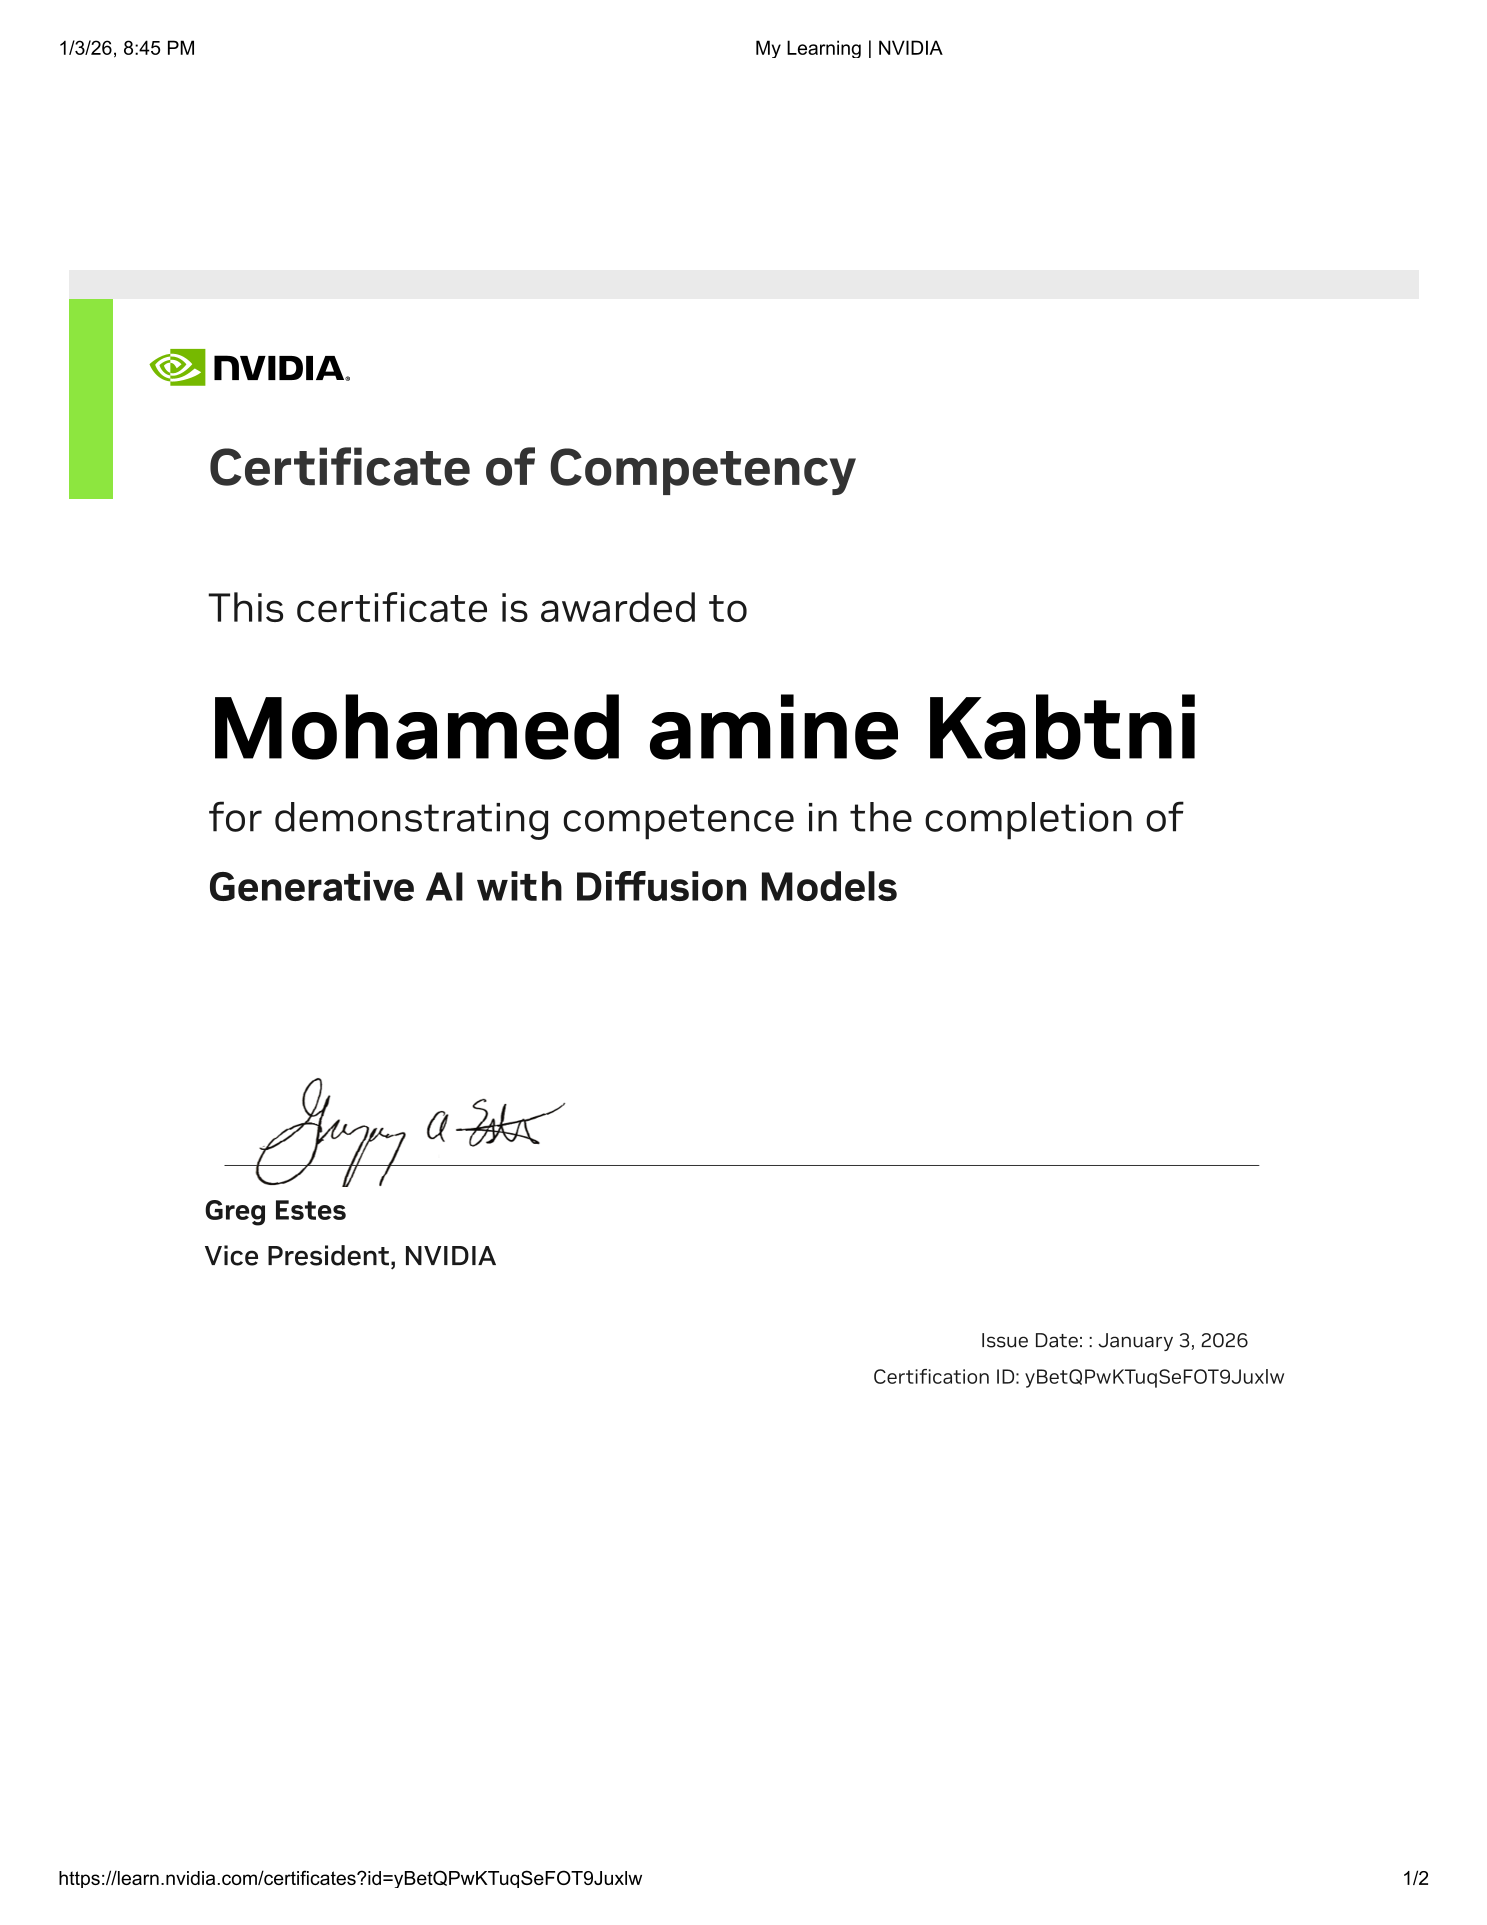 1/3/26, 8:45 PM
My Learning | NVIDIA
NVIDIA.
Certificate of Competency
This certificate is awarded to
Mohamed amine Kabtni
for demonstrating competence in the completion of
Generative AI with Diffusion Models
Gregory A Estes
Greg Estes
Vice President, NVIDIA
Issue Date: : January 3, 2026
Certification ID: yBetQPwKTuqSeFOT9Juxlw
https://learn.nvidia.com/certificates?id=yBetQPwKTuqSeFOT9Juxlw
1/2